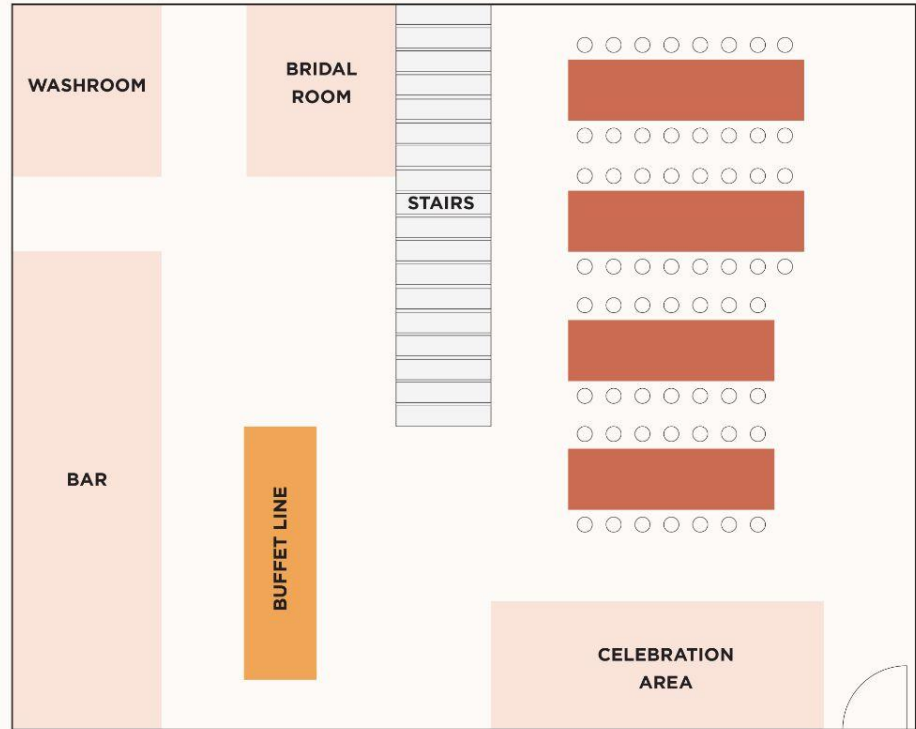 WASHROOM
BRIDAL
ROOM
STAIRS
BAR
BUFFET LINE
CELEBRATION
AREA